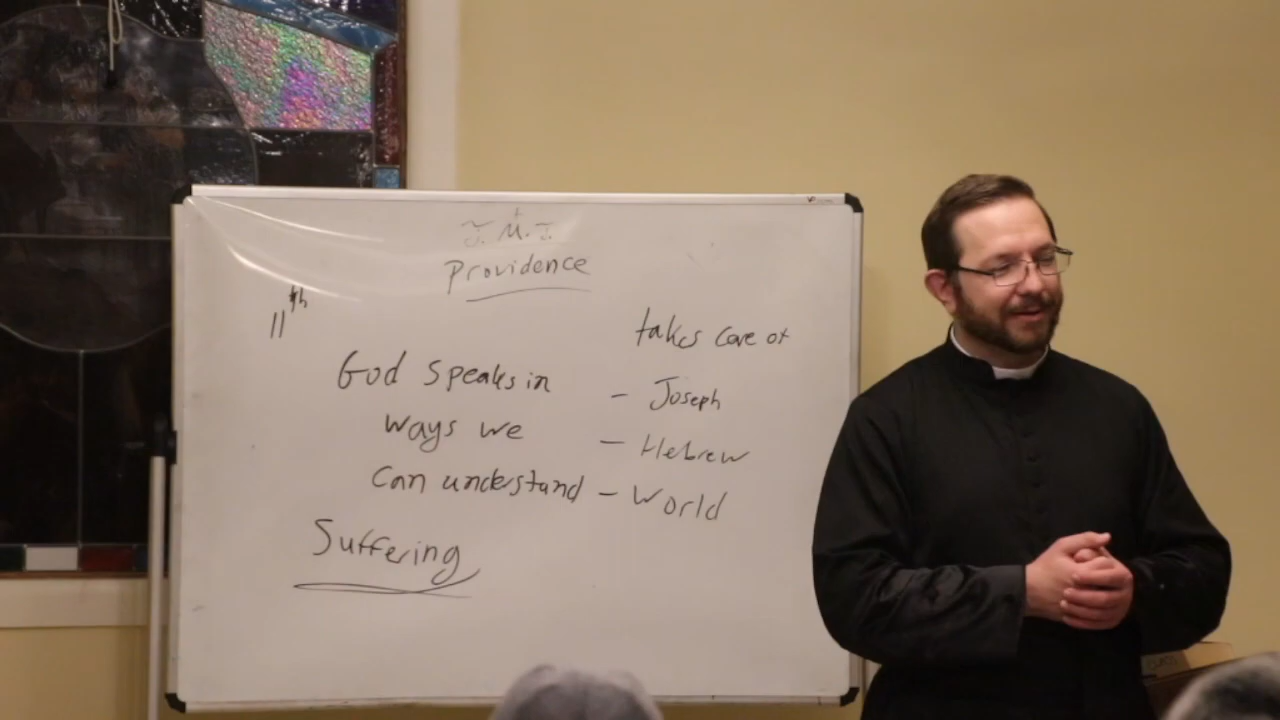 J. M. J.
Providence
11th
takes care of
God speaks in
- Joseph
ways we
- Hebrew
can understand
- World
Suffering